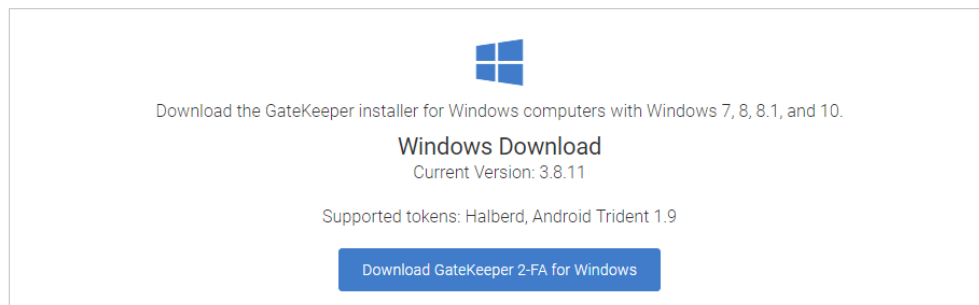 Download the GateKeeper installer for Windows computers with Windows 7, 8, 8.1, and 10.
Windows Download
Current Version: 3.8.11
Supported tokens: Halberd, Android Trident 1.9
Download GateKeeper 2-FA for Windows